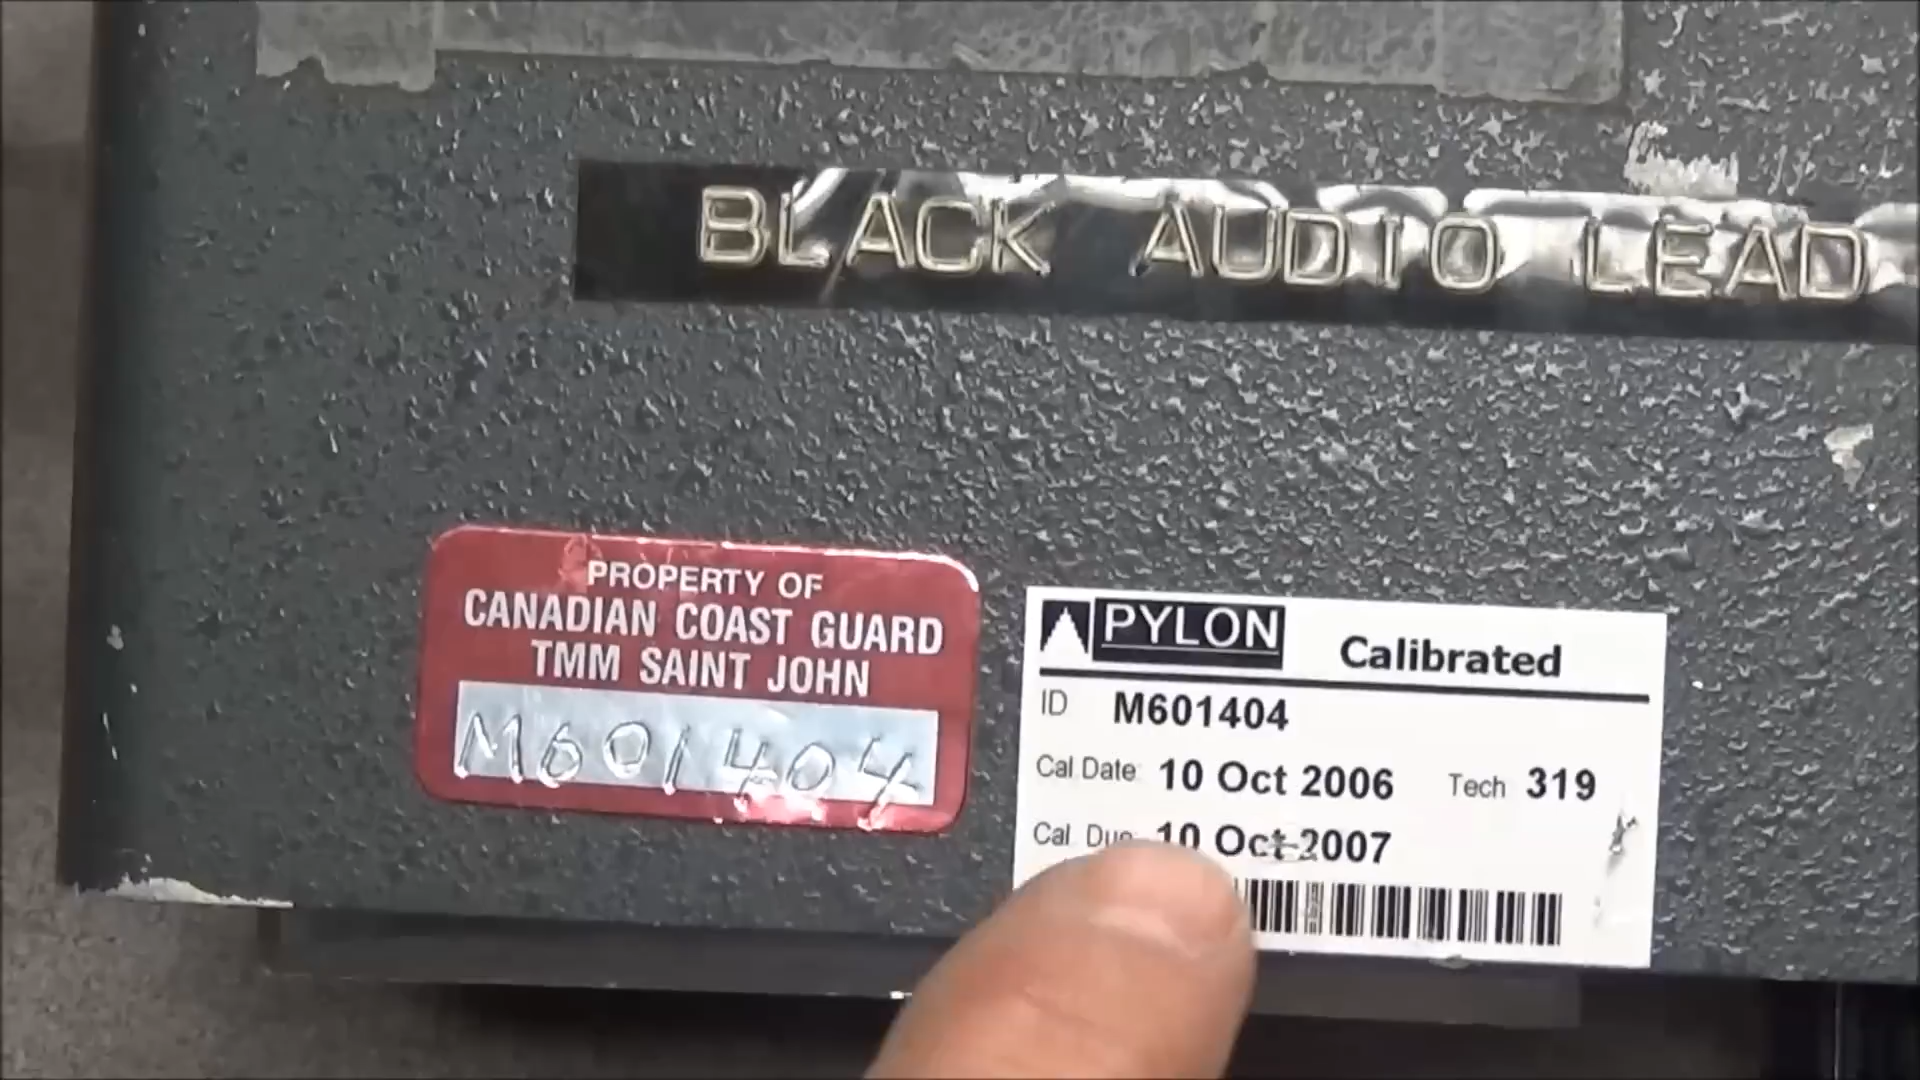 BLACK AUDIO LEAD
PROPERTY OF
CANADIAN COAST GUARD
TMM SAINT JOHN
M601404
PYLON Calibrated
ID M601404
Cal Date 10 Oct 2006 Tech 319
Cal Due 10 Oct 2007